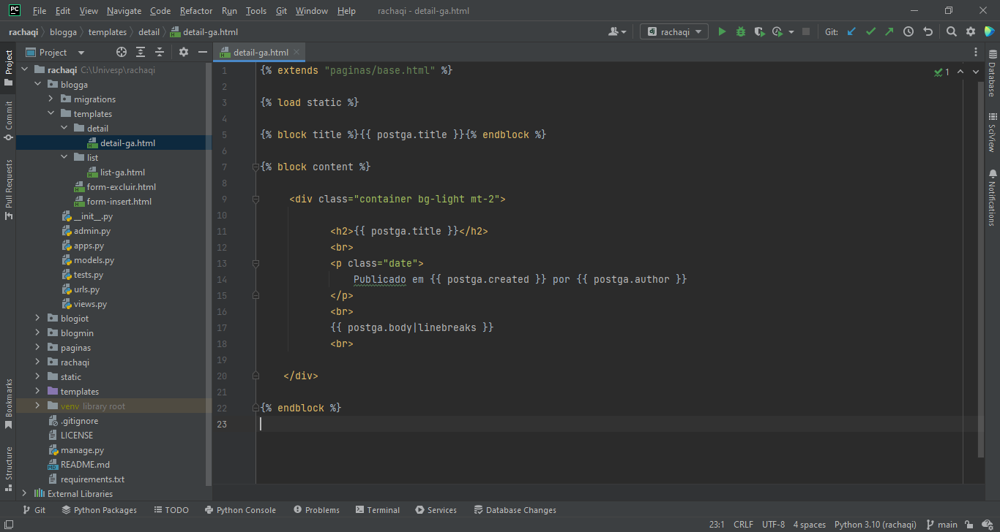 PC File Edit View Navigate Code Refactor Run Tools Git Window Help rachaqi - detail-ga.html
rachaqi blogga templates detail detail-ga.html rachaqi Git:
Project detail-ga.html
Project
Commit
Pull Requests
Bookmarks
Structure
rachaqi C:\Univesp\rachaqi
blogga
migrations
templates
detail
detail-ga.html
list
list-ga.html
form-excluir.html
form-insert.html
__init__.py
admin.py
apps.py
models.py
tests.py
urls.py
views.py
blogiot
blogmin
paginas
rachaqi
static
templates
venv library root
.gitignore
LICENSE
manage.py
README.md
requirements.txt
External Libraries
1 {% extends "paginas/base.html" %}
2
3 {% load static %}
4
5 {% block title %}{{ postga.title }}{% endblock %}
6
7 {% block content %}
8
9 <div class="container bg-light mt-2">
10
11 <h2>{{ postga.title }}</h2>
12 <br>
13 <p class="date">
14 Publicado em {{ postga.created }} por {{ postga.author }}
15 </p>
16 <br>
17 {{ postga.body|linebreaks }}
18 <br>
19
20 </div>
21
22 {% endblock %}
23
1
Database
SciView
Notifications
Git Python Packages TODO Python Console Problems Terminal Services Database Changes
23:1 CRLF UTF-8 4 spaces Python 3.10 (rachaqi) main